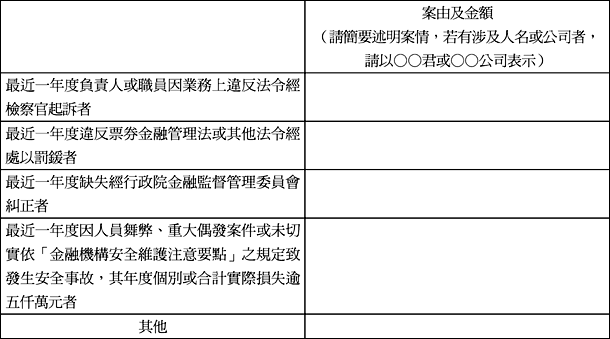 案由及金額
（請簡要述明案情，若有涉及人名或公司者，
請以○○君或○○公司表示）
最近一年度負責人或職員因業務上違反法令經
檢察官起訴者
最近一年度違反票券金融管理法或其他法令經
處以罰鍰者
最近一年度缺失經行政院金融監督管理委員會
糾正者
最近一年度因人員舞弊、重大偶發案件或未切
實依「金融機構安全維護注意要點」之規定致
發生安全事故，其年度個別或合計實際損失逾
五仟萬元者
其他